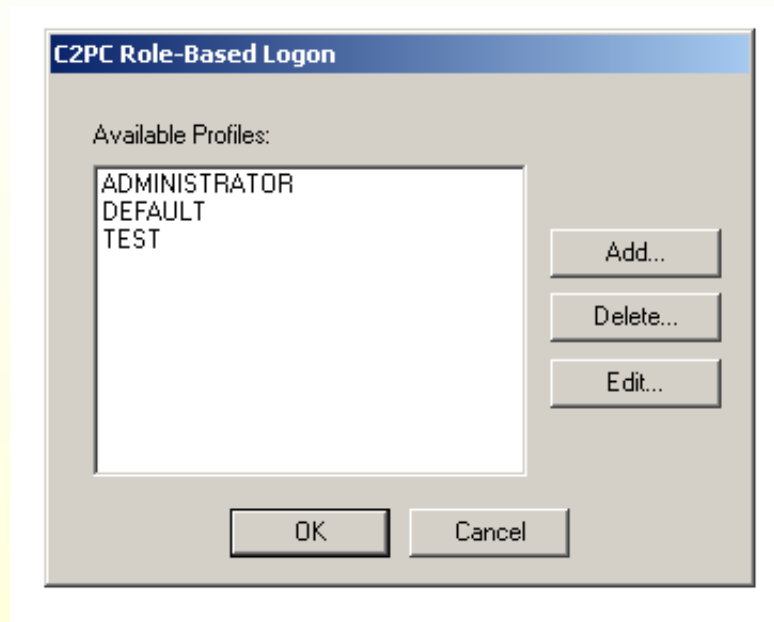 C2PC Role-Based Logon
Available Profiles:
ADMINISTRATOR
DEFAULT
TEST
Add...
Delete...
Edit...
OK
Cancel